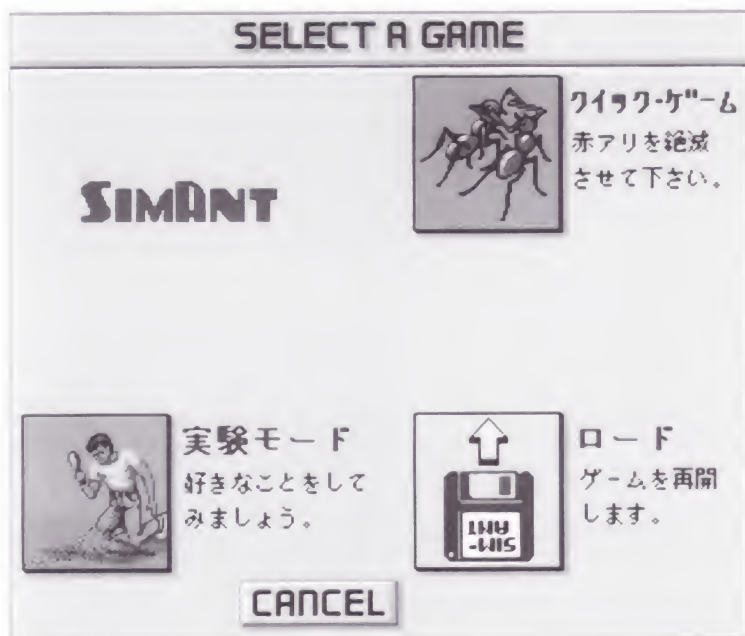 SELECT A GAME
SIMANT
クイック・ゲーム
赤アリを絶滅
させて下さい。
実験モード
好きなことをして
みましょう。
ロード
ゲームを再開
します。
SIM-
ANT
CANCEL